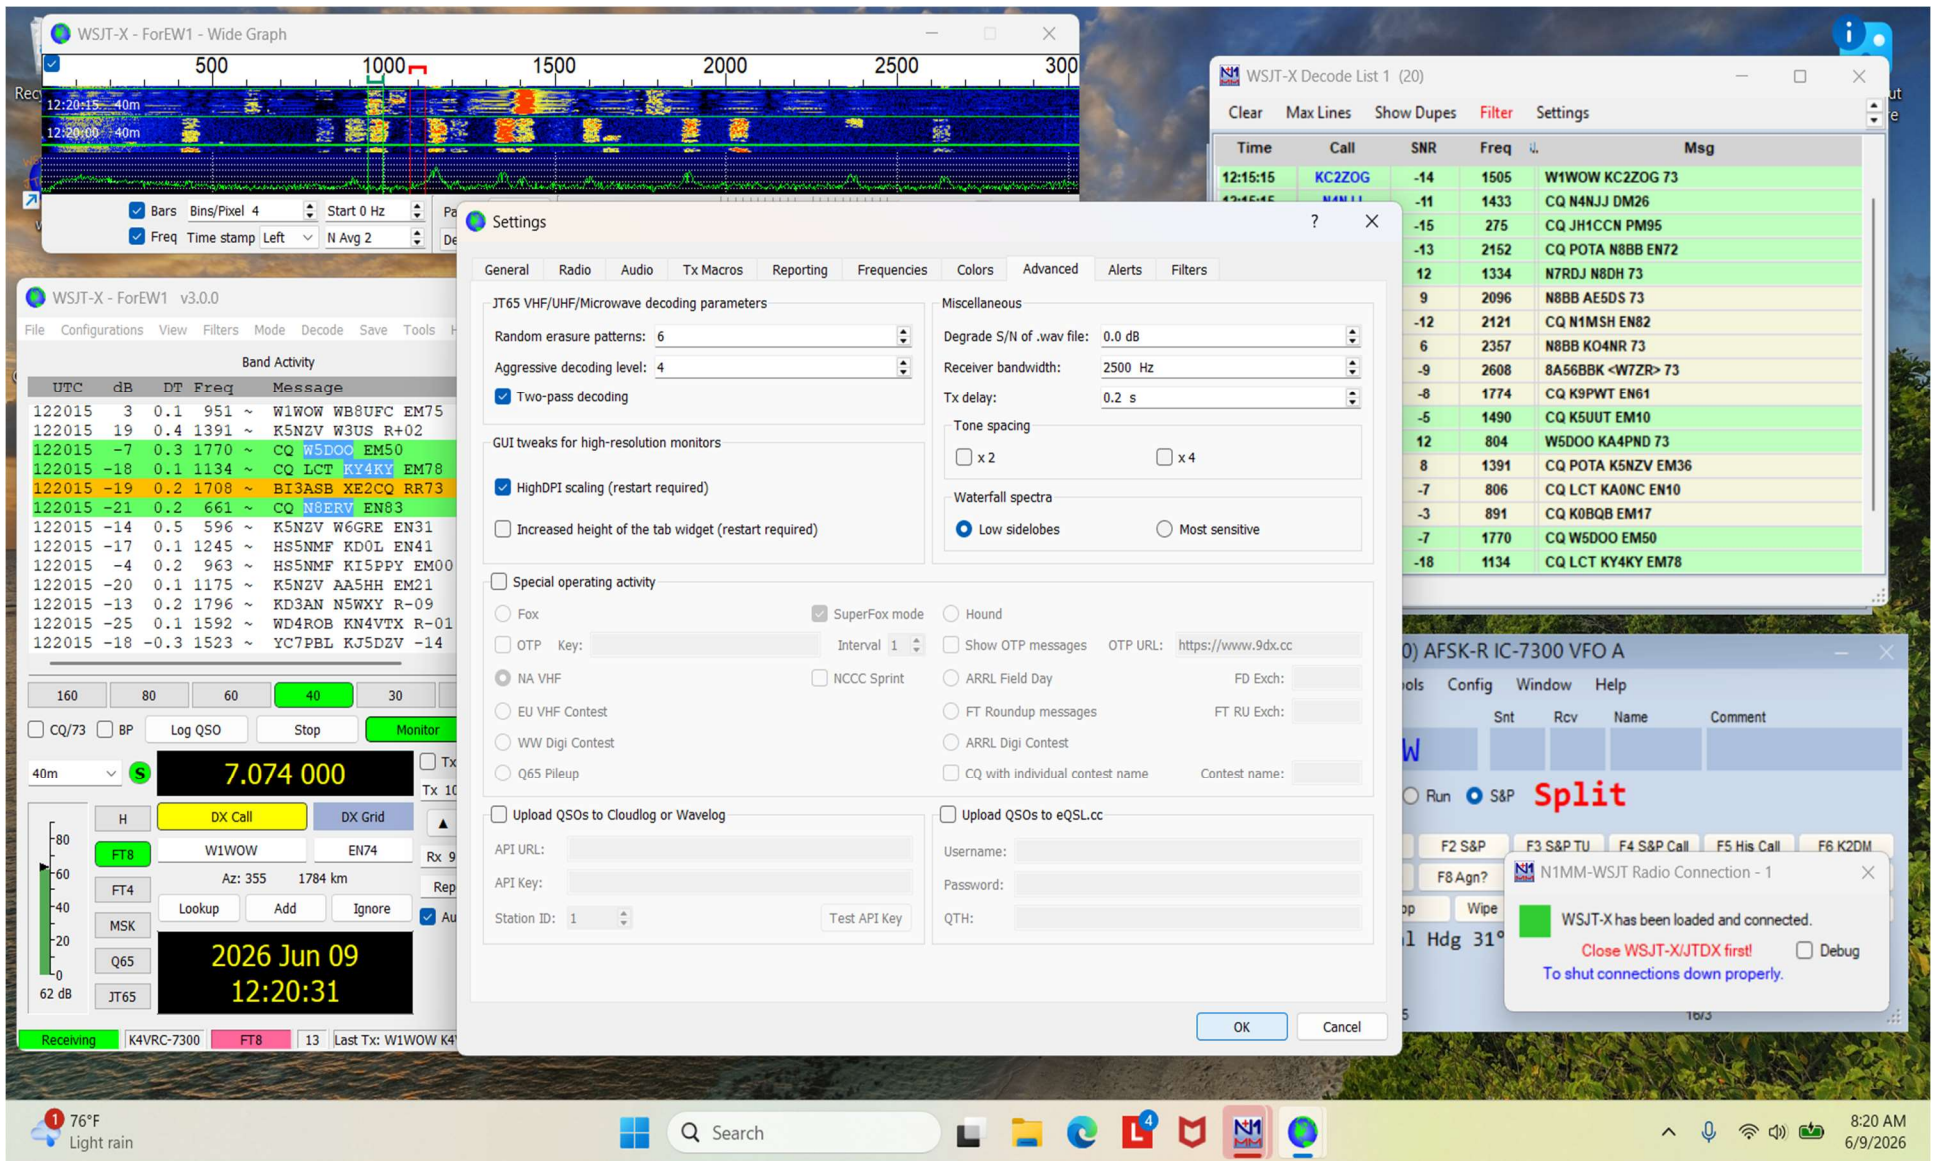 WSJT-X - ForEW1 - Wide Graph
500 1000 1500 2000 2500 300
12:20:15 40m
12:20:00 40m
Bars Bins/Pixel 4 Start 0 Hz
Freq Time stamp Left N Avg 2
WSJT-X - ForEW1 v3.0.0
File Configurations View Filters Mode Decode Save Tools H
Band Activity
UTC dB DT Freq Message
122015 3 0.1 951 ~ W1WOW WB8UFC EM75
122015 19 0.4 1391 ~ K5NZV W3US R+02
122015 -7 0.3 1770 ~ CQ W5DOO EM50
122015 -18 0.1 1134 ~ CQ LCT KY4KY EM78
122015 -19 0.2 1708 ~ BI3ASB XE2CQ RR73
122015 -21 0.2 661 ~ CQ N8ERV EN83
122015 -14 0.5 596 ~ K5NZV W6GRE EN31
122015 -17 0.1 1245 ~ HS5NMF KD0L EN41
122015 -4 0.2 963 ~ HS5NMF KI5PPY EM00
122015 -20 0.1 1175 ~ K5NZV AA5HH EM21
122015 -13 0.2 1796 ~ KD3AN N5WXY R-09
122015 -25 0.1 1592 ~ WD4ROB KN4VTX R-01
122015 -18 -0.3 1523 ~ YC7PBL KJ5DZV -14
160 80 60 40 30
CQ/73 BP Log QSO Stop Monitor
40m S 7.074 000 Tx
Tx 10
H DX Call DX Grid
FT8 W1WOW EN74 Rx 9
Az: 355 1784 km
FT4 Rep
Lookup Add Ignore Au
MSK
Q65 2026 Jun 09
JT65 12:20:31
80
60
40
20
0
62 dB
Receiving K4VRC-7300 FT8 13 Last Tx: W1WOW K4
Settings ?
General Radio Audio Tx Macros Reporting Frequencies Colors Advanced Alerts Filters
JT65 VHF/UHF/Microwave decoding parameters
Random erasure patterns: 6
Aggressive decoding level: 4
Two-pass decoding
GUI tweaks for high-resolution monitors
HighDPI scaling (restart required)
Increased height of the tab widget (restart required)
Miscellaneous
Degrade S/N of .wav file: 0.0 dB
Receiver bandwidth: 2500 Hz
Tx delay: 0.2 s
Tone spacing
x 2 x 4
Waterfall spectra
Low sidelobes Most sensitive
Special operating activity
Fox SuperFox mode Hound
OTP Key: Interval 1 Show OTP messages OTP URL: https://www.9dx.cc
NA VHF NCCC Sprint ARRL Field Day FD Exch:
EU VHF Contest FT Roundup messages FT RU Exch:
WW Digi Contest ARRL Digi Contest
Q65 Pileup CQ with individual contest name Contest name:
Upload QSOs to Cloudlog or Wavelog
API URL:
API Key:
Station ID: 1 Test API Key
Upload QSOs to eQSL.cc
Username:
Password:
QTH:
OK Cancel
WSJT-X Decode List 1 (20)
Clear Max Lines Show Dupes Filter Settings
Time Call SNR Freq Msg
12:15:15 KC2ZOG -14 1505 W1WOW KC2ZOG 73
12:15:15 N4NJJ -11 1433 CQ N4NJJ DM26
-15 275 CQ JH1CCN PM95
-13 2152 CQ POTA N8BB EN72
12 1334 N7RDJ N8DH 73
9 2096 N8BB AE5DS 73
-12 2121 CQ N1MSH EN82
6 2357 N8BB KO4NR 73
-9 2608 8A56BBK <W7ZR> 73
-8 1774 CQ K9PWT EN61
-5 1490 CQ K5UUT EM10
12 804 W5DOO KA4PND 73
8 1391 CQ POTA K5NZV EM36
-7 806 CQ LCT KA0NC EN10
-3 891 CQ K0BQB EM17
-7 1770 CQ W5DOO EM50
-18 1134 CQ LCT KY4KY EM78
0) AFSK-R IC-7300 VFO A
ools Config Window Help
Snt Rcv Name Comment
W
Run S&P Split
F2 S&P F3 S&P TU F4 S&P Call F5 His Call F6 K2DM
F8 Agn?
op Wipe
l Hdg 31°
N1MM-WSJT Radio Connection - 1
WSJT-X has been loaded and connected.
Close WSJT-X/JTDX first! Debug
To shut connections down properly.
76°F
Light rain
Search
8:20 AM
6/9/2026